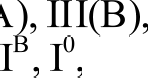 A), III(B),
I^B, I^0,